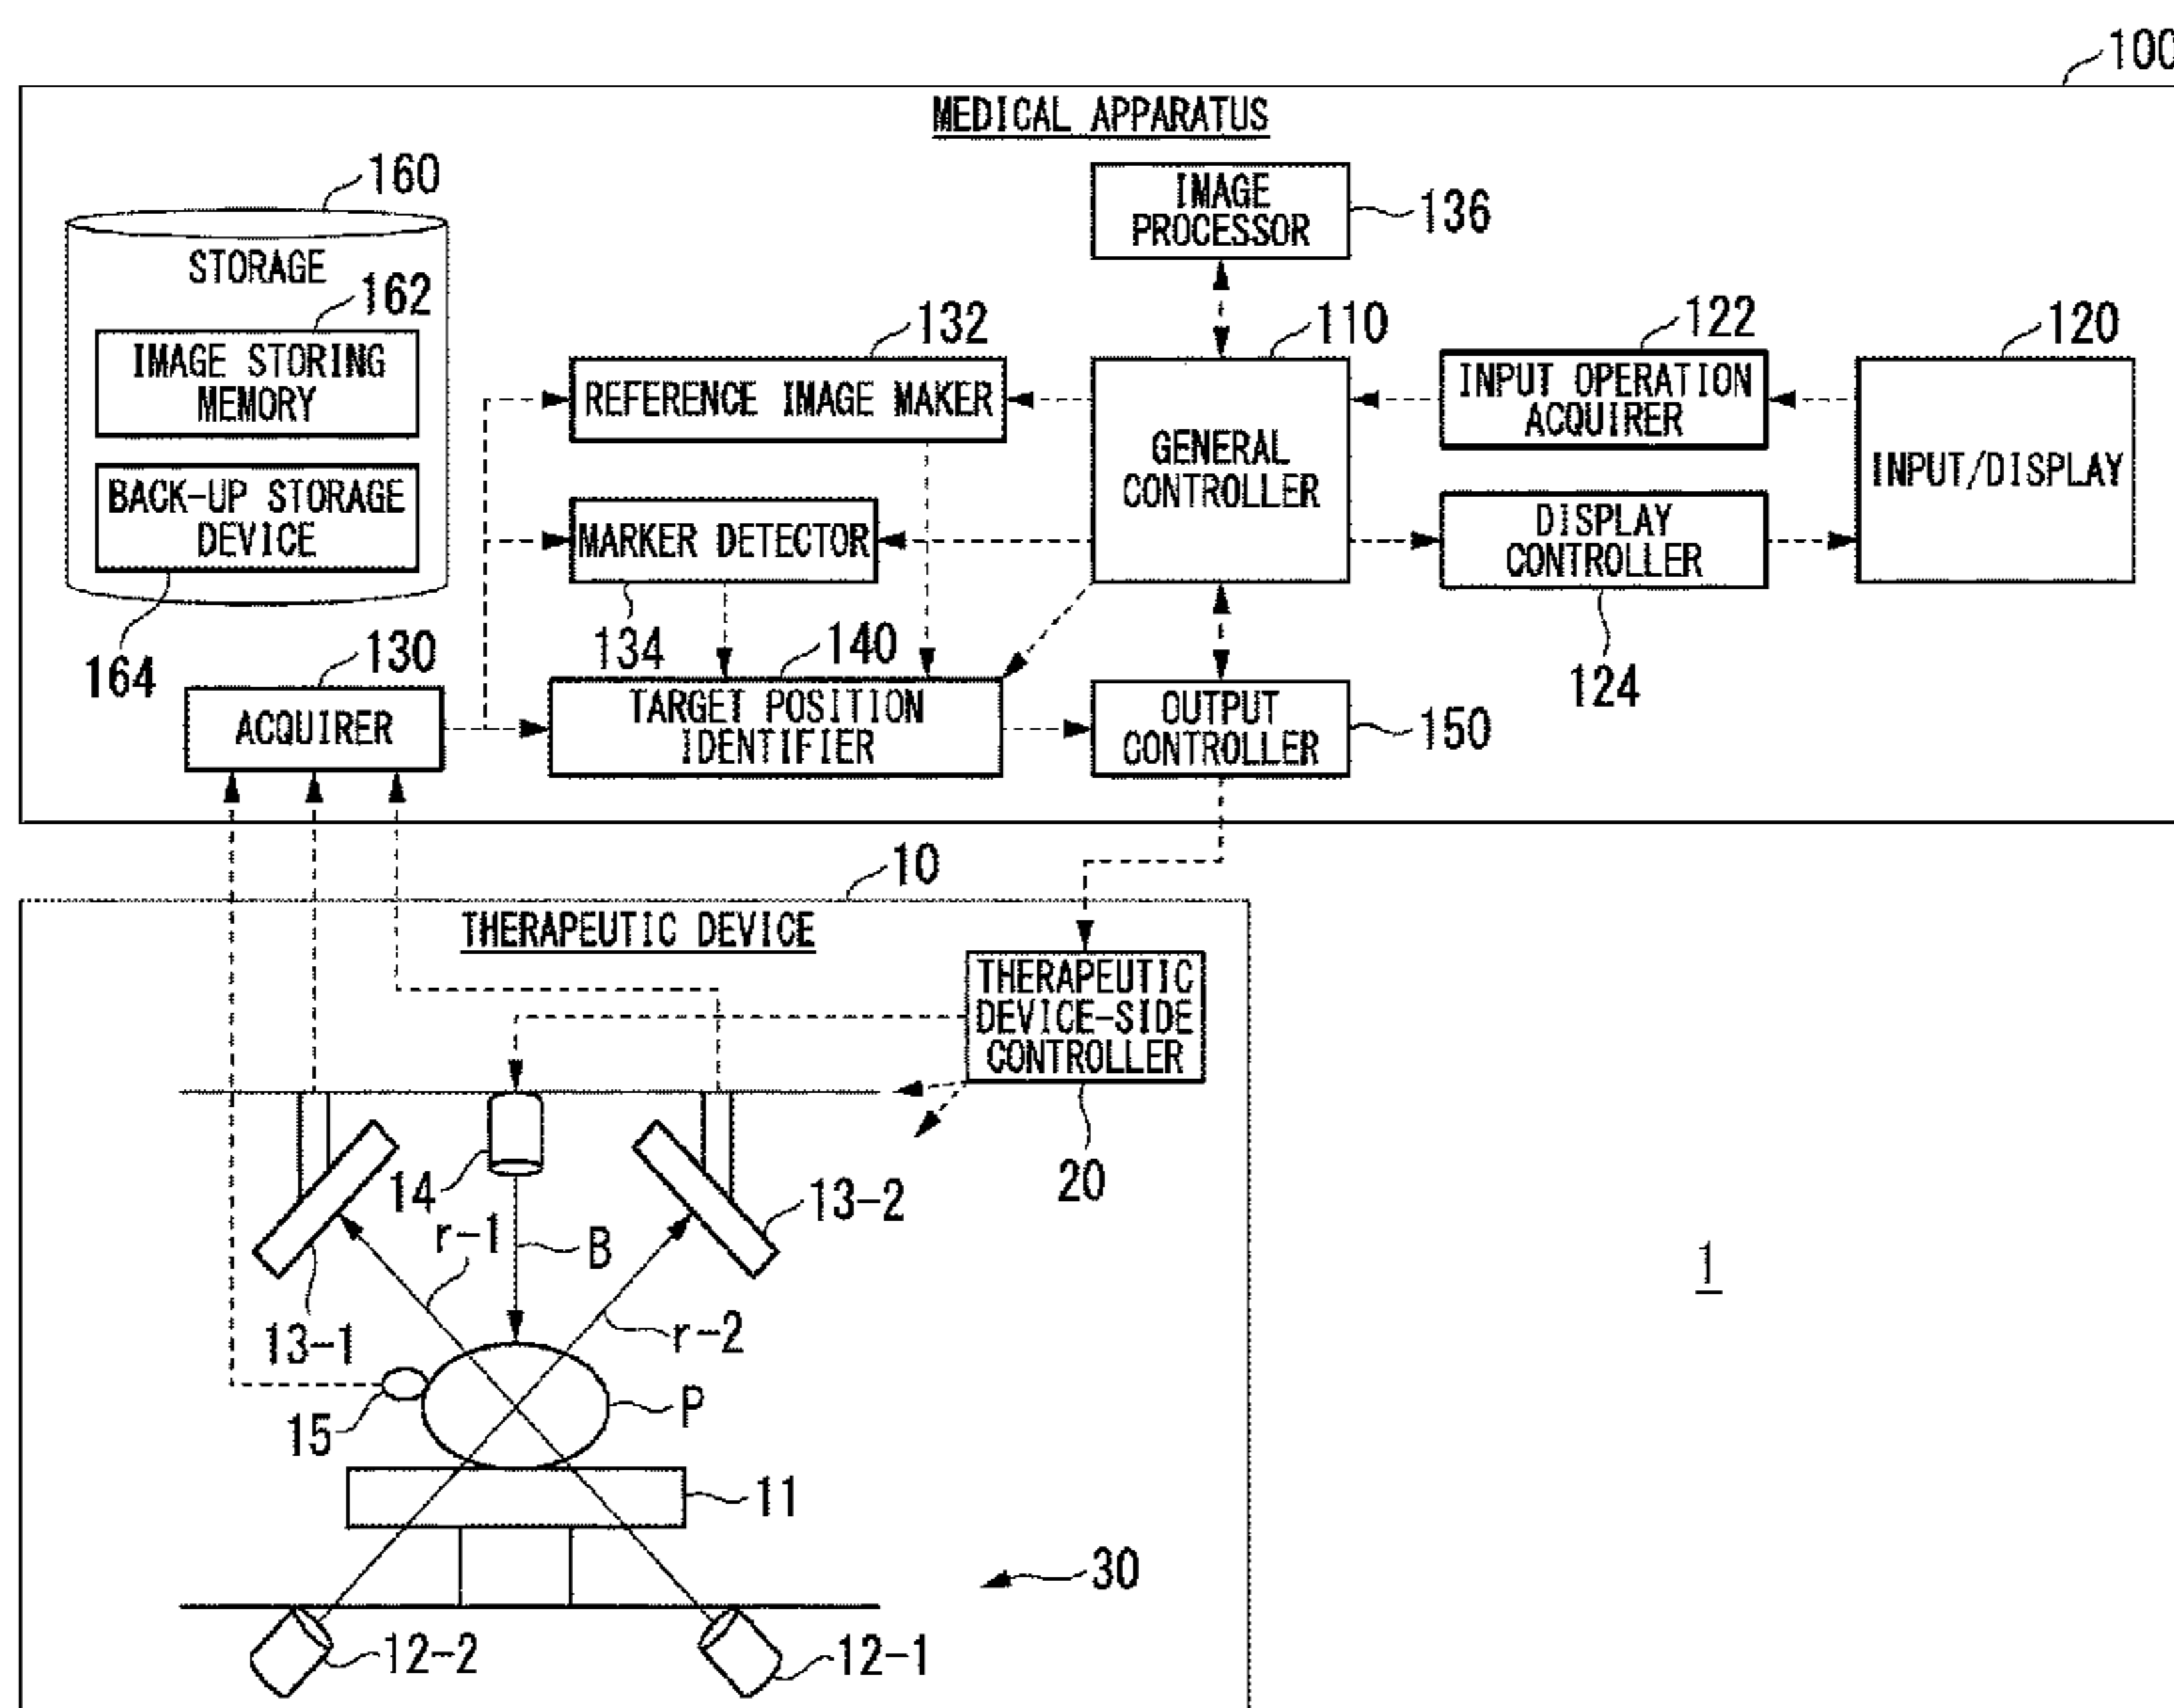 100
MEDICAL APPARATUS
160
STORAGE
162
IMAGE STORING
MEMORY
BACK-UP STORAGE
DEVICE
164
IMAGE
PROCESSOR
136
132
REFERENCE IMAGE MAKER
110
GENERAL
CONTROLLER
122
INPUT OPERATION
ACQUIRER
120
INPUT/DISPLAY
MARKER DETECTOR
134
DISPLAY
CONTROLLER
124
130
ACQUIRER
140
TARGET POSITION
IDENTIFIER
OUTPUT
CONTROLLER
150
10
THERAPEUTIC DEVICE
THERAPEUTIC
DEVICE-SIDE
CONTROLLER
20
14
13-2
r-1
B
13-1
r-2
15
P
11
30
12-2
12-1
1